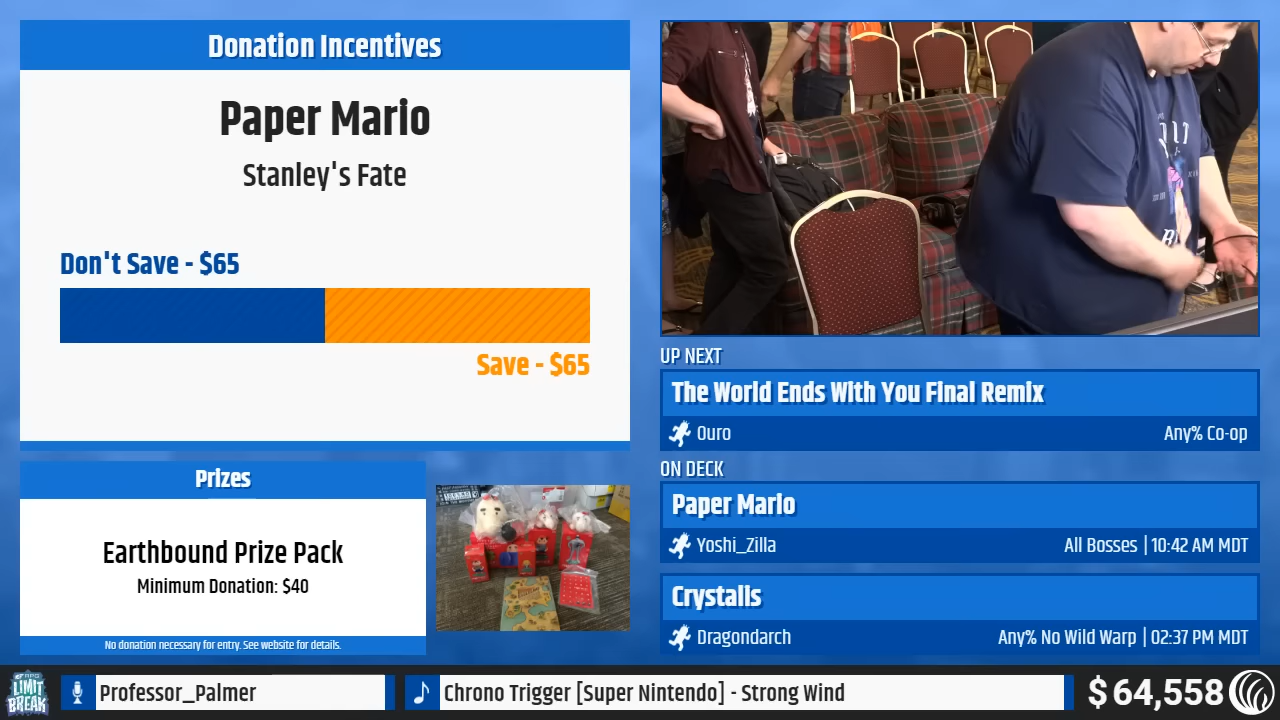 Donation Incentives
Paper Mario
Stanley's Fate
Don't Save - $65
Save - $65
UP NEXT
The World Ends With You Final Remix
Ouro
Any% Co-op
ON DECK
Paper Mario
Yoshi_Zilla
All Bosses | 10:42 AM MDT
Crystalis
Dragondarch
Any% No Wild Warp | 02:37 PM MDT
Prizes
Earthbound Prize Pack
Minimum Donation: $40
No donation necessary for entry. See website for details.
RPG
LIMIT
BREAK
Professor_Palmer
Chrono Trigger [Super Nintendo] - Strong Wind
$64,558